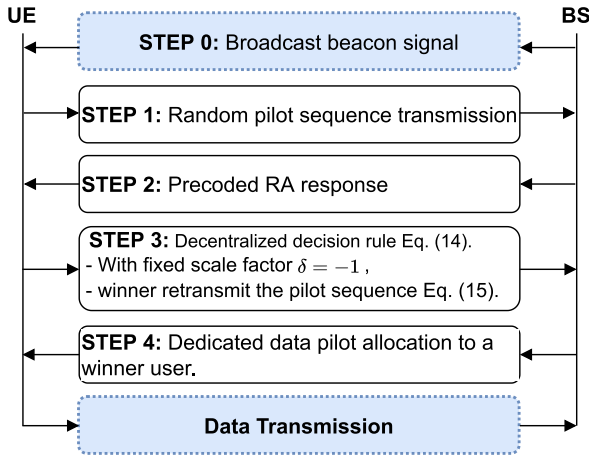 UE
BS
STEP 0: Broadcast beacon signal
STEP 1: Random pilot sequence transmission
STEP 2: Precoded RA response
STEP 3: Decentralized decision rule Eq. (14).
- With fixed scale factor δ = −1 ,
- winner retransmit the pilot sequence Eq. (15).
STEP 4: Dedicated data pilot allocation to a
winner user.
Data Transmission